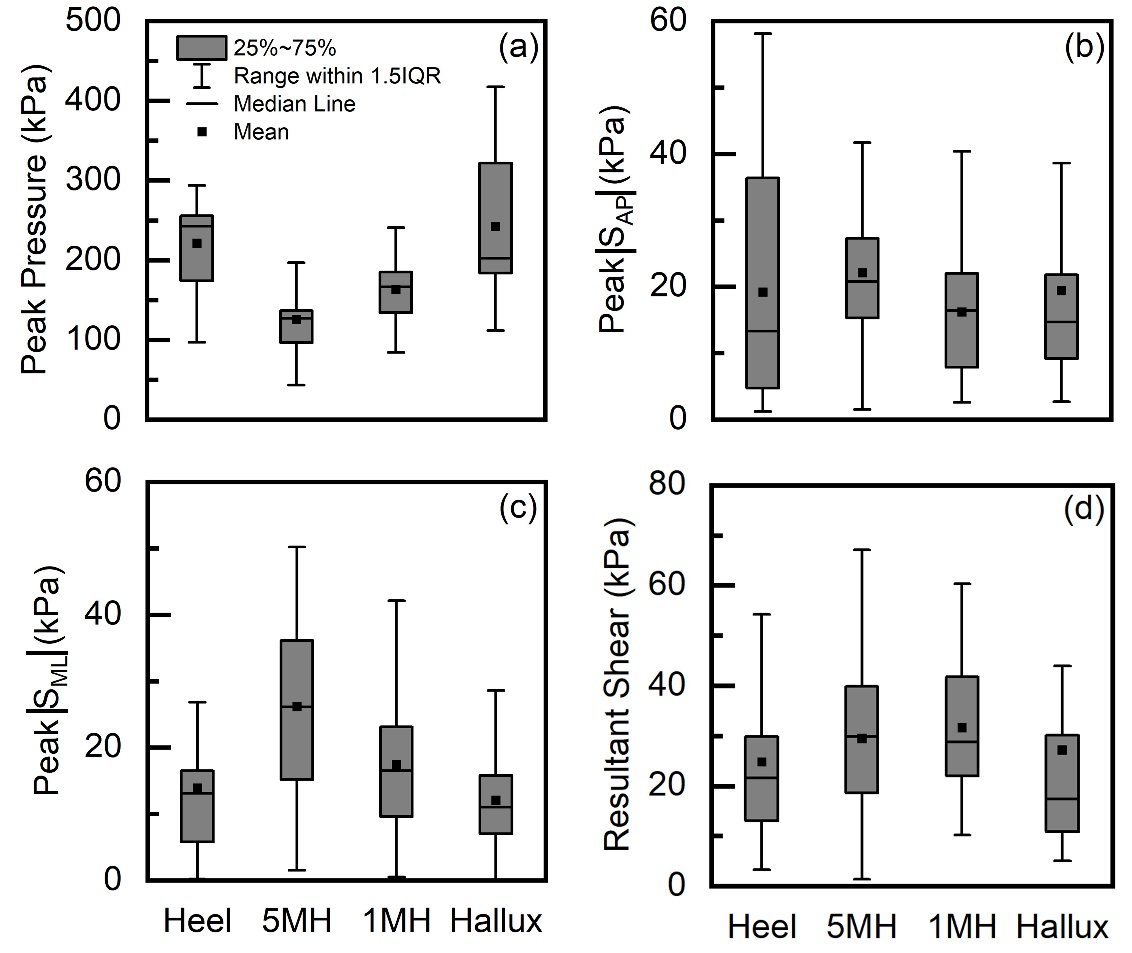 (a)
25%~75%
Range within 1.5IQR
Median Line
Mean
Peak Pressure (kPa)
500
400
300
200
100
0
(b)
Peak|SAP|(kPa)
60
40
20
0
(c)
Peak|SML|(kPa)
60
40
20
0
Heel 5MH 1MH Hallux
(d)
Resultant Shear (kPa)
80
60
40
20
0
Heel 5MH 1MH Hallux